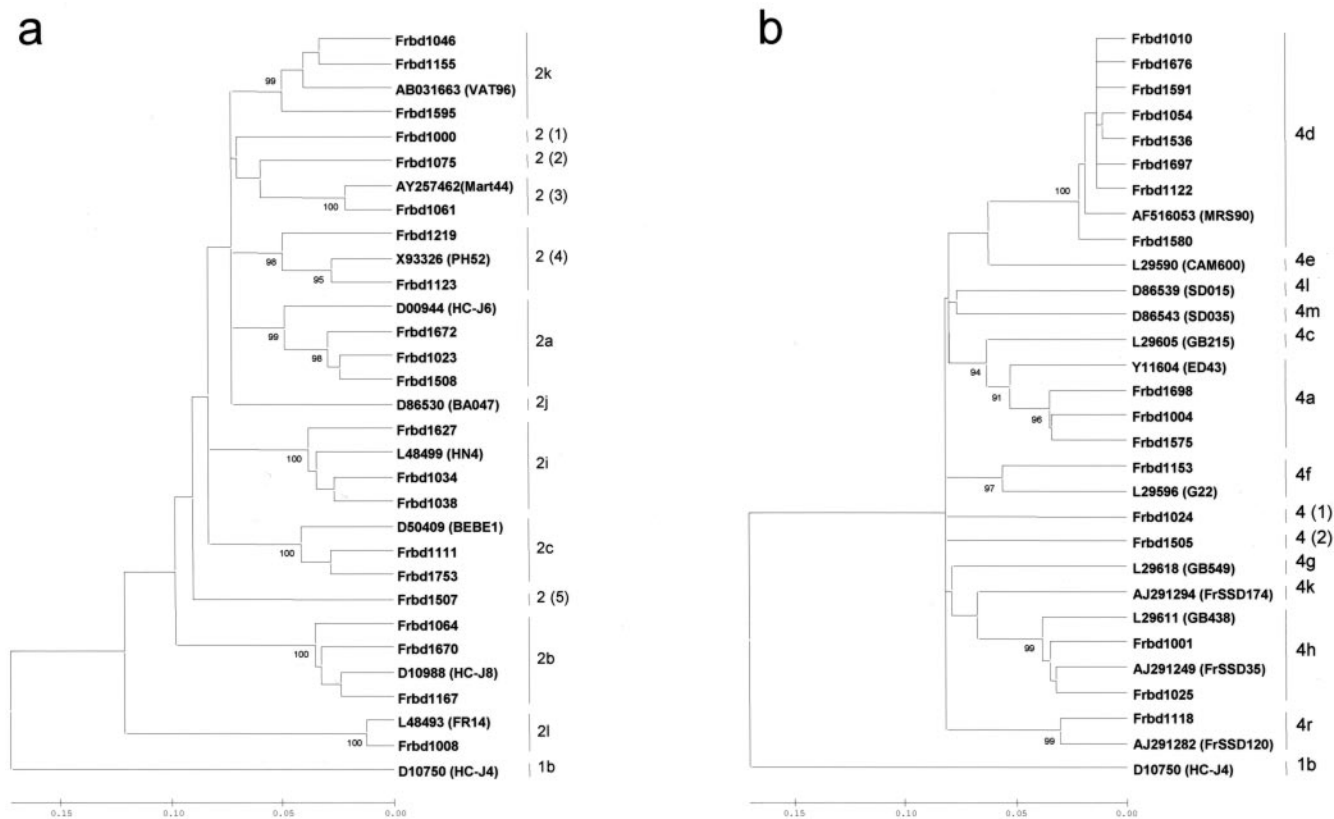 a
Frbd1046
Frbd1155
99
2k
AB031663 (VAT96)
Frbd1595
Frbd1000
2 (1)
Frbd1075
2 (2)
AY257462(Mart44)
2 (3)
100
Frbd1061
Frbd1219
98
X93326 (PH52)
2 (4)
95
Frbd1123
D00944 (HC-J6)
99
Frbd1672
2a
98
Frbd1023
Frbd1508
D86530 (BA047)
2j
Frbd1627
100
L48499 (HN4)
2i
Frbd1034
Frbd1038
D50409 (BEBE1)
100
Frbd1111
2c
Frbd1753
Frbd1507
2 (5)
Frbd1064
100
Frbd1670
2b
D10988 (HC-J8)
Frbd1167
L48493 (FR14)
2l
100
Frbd1008
D10750 (HC-J4)
1b
0.15
0.10
0.05
0.00
b
Frbd1010
Frbd1676
Frbd1591
Frbd1054
4d
Frbd1536
Frbd1697
100
Frbd1122
AF516053 (MRS90)
Frbd1580
L29590 (CAM600)
4e
D86539 (SD015)
4l
D86543 (SD035)
4m
L29605 (GB215)
4c
94
Y11604 (ED43)
91
Frbd1698
4a
96
Frbd1004
Frbd1575
Frbd1153
4f
97
L29596 (G22)
Frbd1024
4 (1)
Frbd1505
4 (2)
L29618 (GB549)
4g
AJ291294 (FrSSD174)
4k
L29611 (GB438)
99
Frbd1001
4h
AJ291249 (FrSSD35)
Frbd1025
Frbd1118
4r
99
AJ291282 (FrSSD120)
D10750 (HC-J4)
1b
0.15
0.10
0.05
0.00